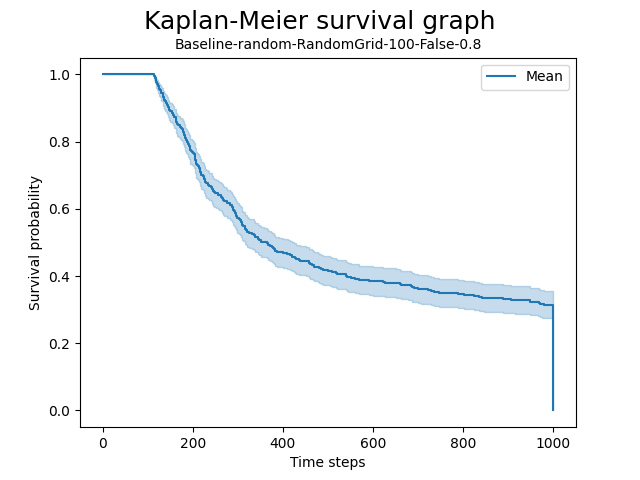 Kaplan-Meier survival graph
Baseline-random-RandomGrid-100-False-0.8
Mean
1.0
0.8
0.6
0.4
0.2
0.0
Survival probability
0 200 400 600 800 1000
Time steps